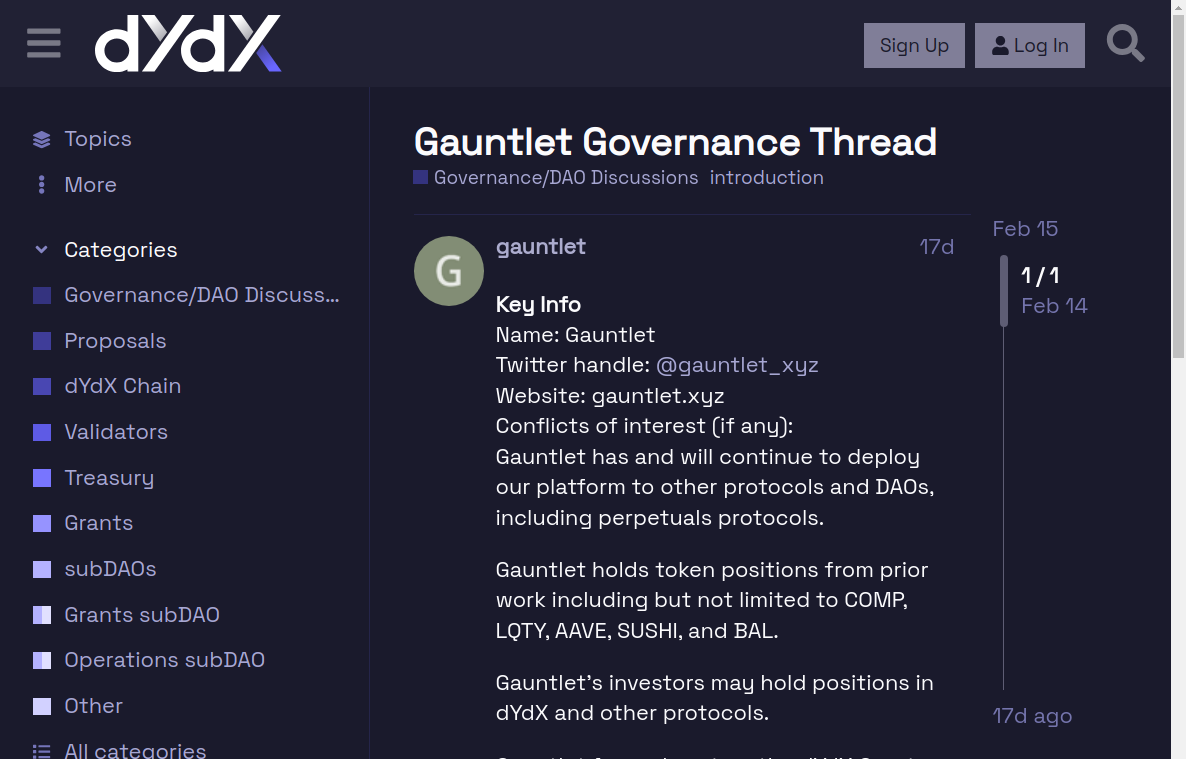 dYdX
Sign Up
Log In
Topics
More
Categories
Governance/DAO Discuss...
Proposals
dYdX Chain
Validators
Treasury
Grants
subDAOs
Grants subDAO
Operations subDAO
Other
All categories
Gauntlet Governance Thread
Governance/DAO Discussions introduction
G
gauntlet 17d
Key Info
Name: Gauntlet
Twitter handle: @gauntlet_xyz
Website: gauntlet.xyz
Conflicts of interest (if any):
Gauntlet has and will continue to deploy
our platform to other protocols and DAOs,
including perpetuals protocols.
Gauntlet holds token positions from prior
work including but not limited to COMP,
LQTY, AAVE, SUSHI, and BAL.
Gauntlet's investors may hold positions in
dYdX and other protocols.
Feb 15
1 / 1
Feb 14
17d ago